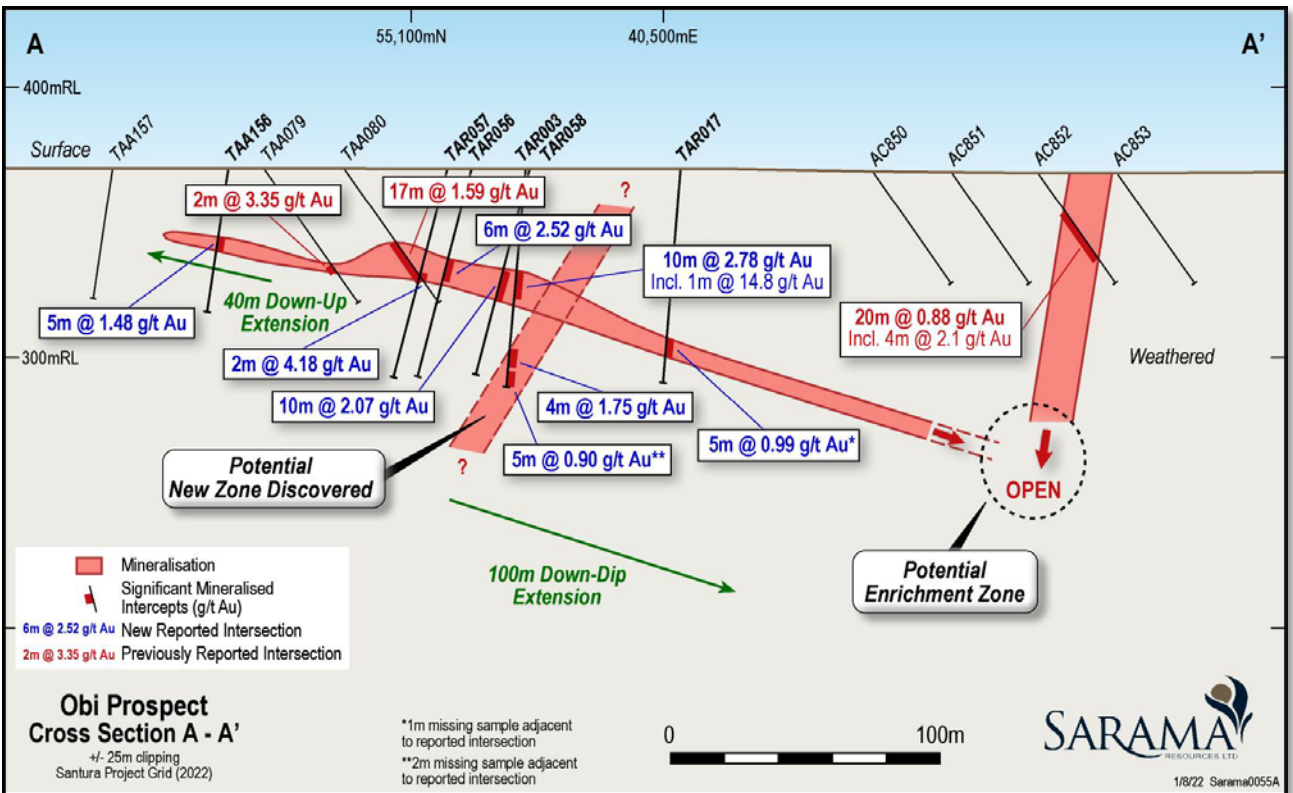 A
55,100mN
40,500mE
A'
400mRL
Surface
TAA157
TAA156
TAA079
TAA080
TAR057
TAR056
TAR003
TAR058
TAR017
AC850
AC851
AC852
AC853
2m @ 3.35 g/t Au
17m @ 1.59 g/t Au
?
6m @ 2.52 g/t Au
10m @ 2.78 g/t Au
Incl. 1m @ 14.8 g/t Au
40m Down-Up
Extension
5m @ 1.48 g/t Au
20m @ 0.88 g/t Au
Incl. 4m @ 2.1 g/t Au
300mRL
Weathered
2m @ 4.18 g/t Au
10m @ 2.07 g/t Au
4m @ 1.75 g/t Au
5m @ 0.99 g/t Au*
5m @ 0.90 g/t Au**
?
Potential
New Zone Discovered
OPEN
100m Down-Dip
Extension
Potential
Enrichment Zone
Mineralisation
Significant Mineralised
Intercepts (g/t Au)
6m @ 2.52 g/t Au New Reported Intersection
2m @ 3.35 g/t Au Previously Reported Intersection
Obi Prospect
Cross Section A - A'
+/- 25m clipping
Santura Project Grid (2022)
*1m missing sample adjacent
to reported intersection
**2m missing sample adjacent
to reported intersection
0
100m
SARAMA
RESOURCES LTD
1/8/22 Sarama0055A